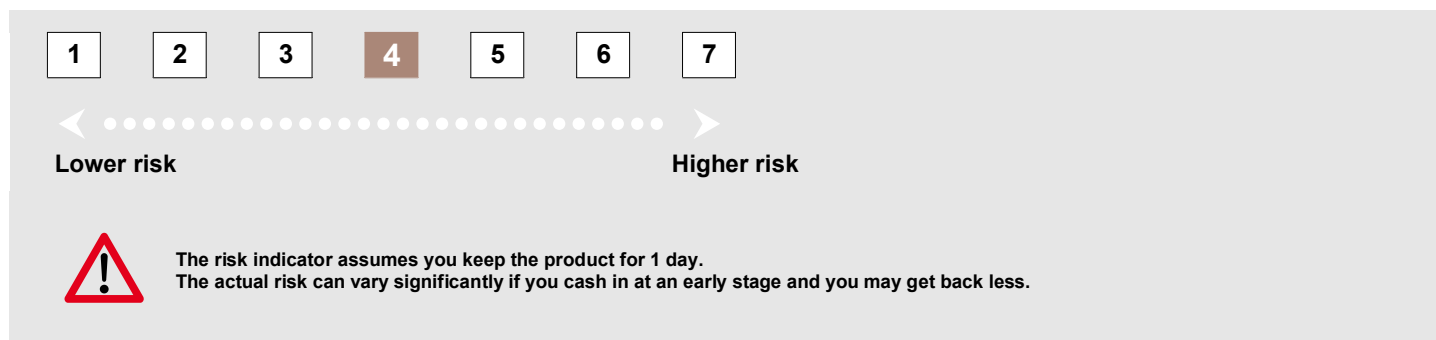 1 2 3 4 5 6 7
Lower risk Higher risk
The risk indicator assumes you keep the product for 1 day.
The actual risk can vary significantly if you cash in at an early stage and you may get back less.